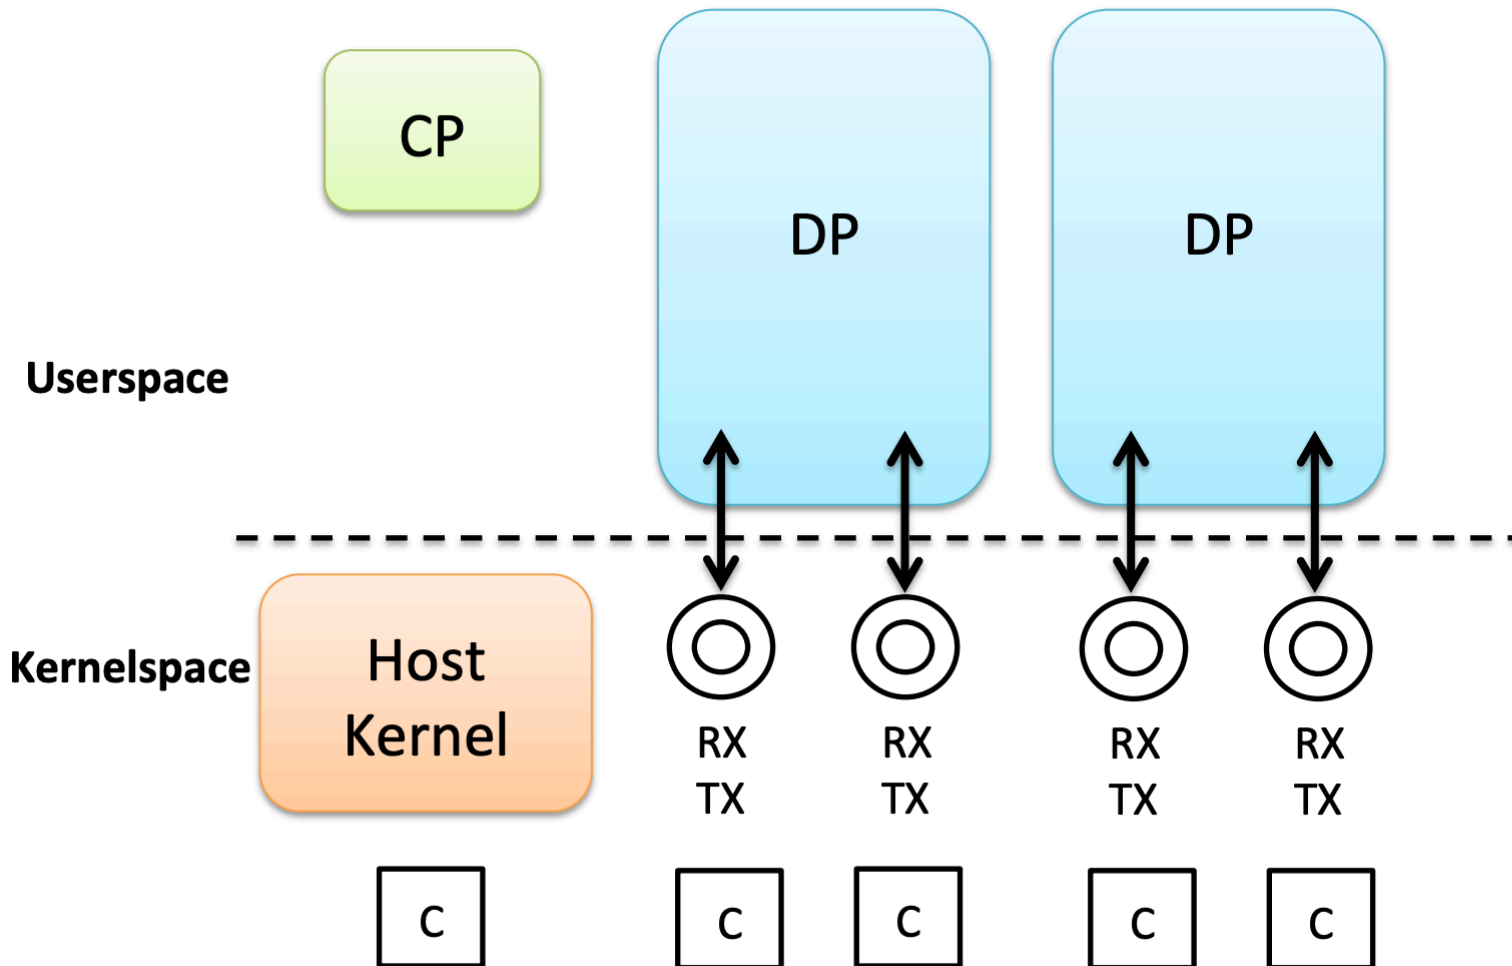 CP
DP
DP
Userspace
Kernelspace
Host
Kernel
RX
TX
RX
TX
RX
TX
RX
TX
C
C
C
C
C